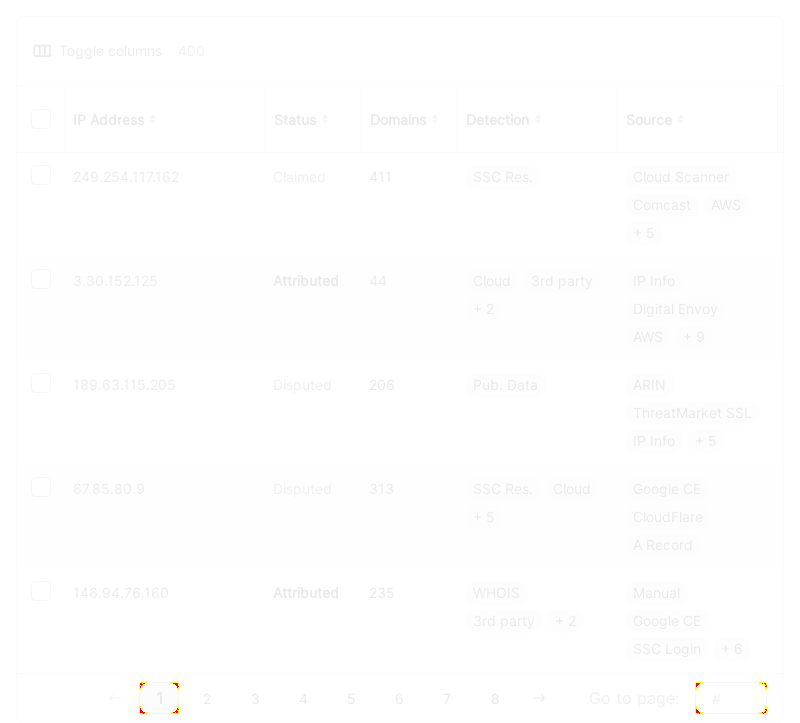 Toggle columns 400
IP Address Status Domains Detection Source
249.254.117.162 Claimed 411 SSC Res. Cloud Scanner
Comcast AWS
+ 5
3.30.152.125 Attributed 44 Cloud 3rd party IP Info
+ 2 Digital Envoy
AWS + 9
189.63.115.205 Disputed 206 Pub. Data ARIN
ThreatMarket SSL
IP Info + 5
67.85.80.9 Disputed 313 SSC Res. Cloud Google CE
+ 5 CloudFlare
A Record
146.94.76.160 Attributed 235 WHOIS Manual
3rd party + 2 Google CE
SSC Login + 6
← 1 2 3 4 5 6 7 8 → Go to page: #